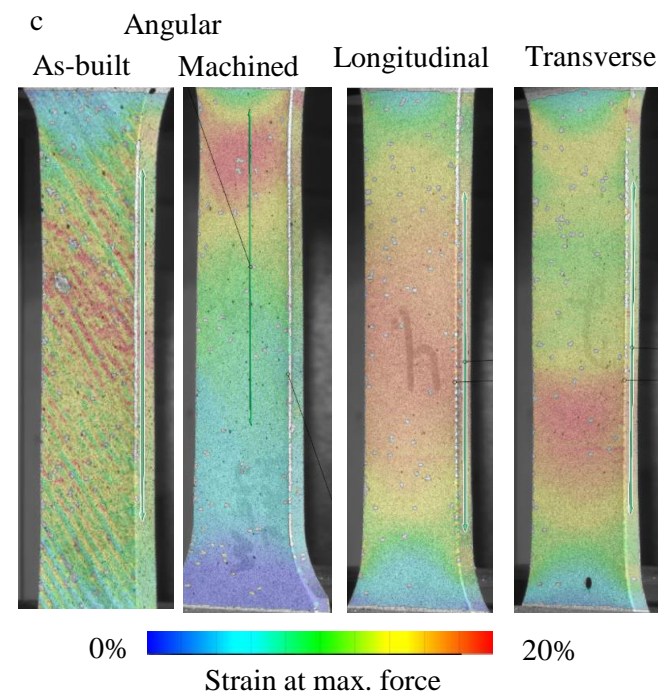 c
Angular
As-built Machined Longitudinal Transverse
h
0% 20%
Strain at max. force